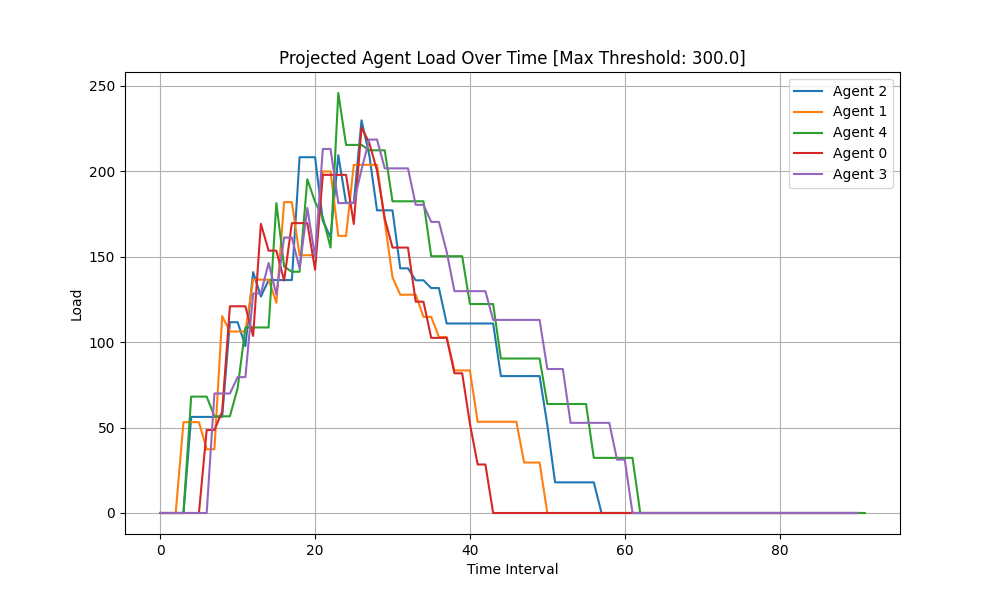 Projected Agent Load Over Time [Max Threshold: 300.0]
Load
250
200
150
100
50
0
Agent 2
Agent 1
Agent 4
Agent 0
Agent 3
0 20 40 60 80
Time Interval